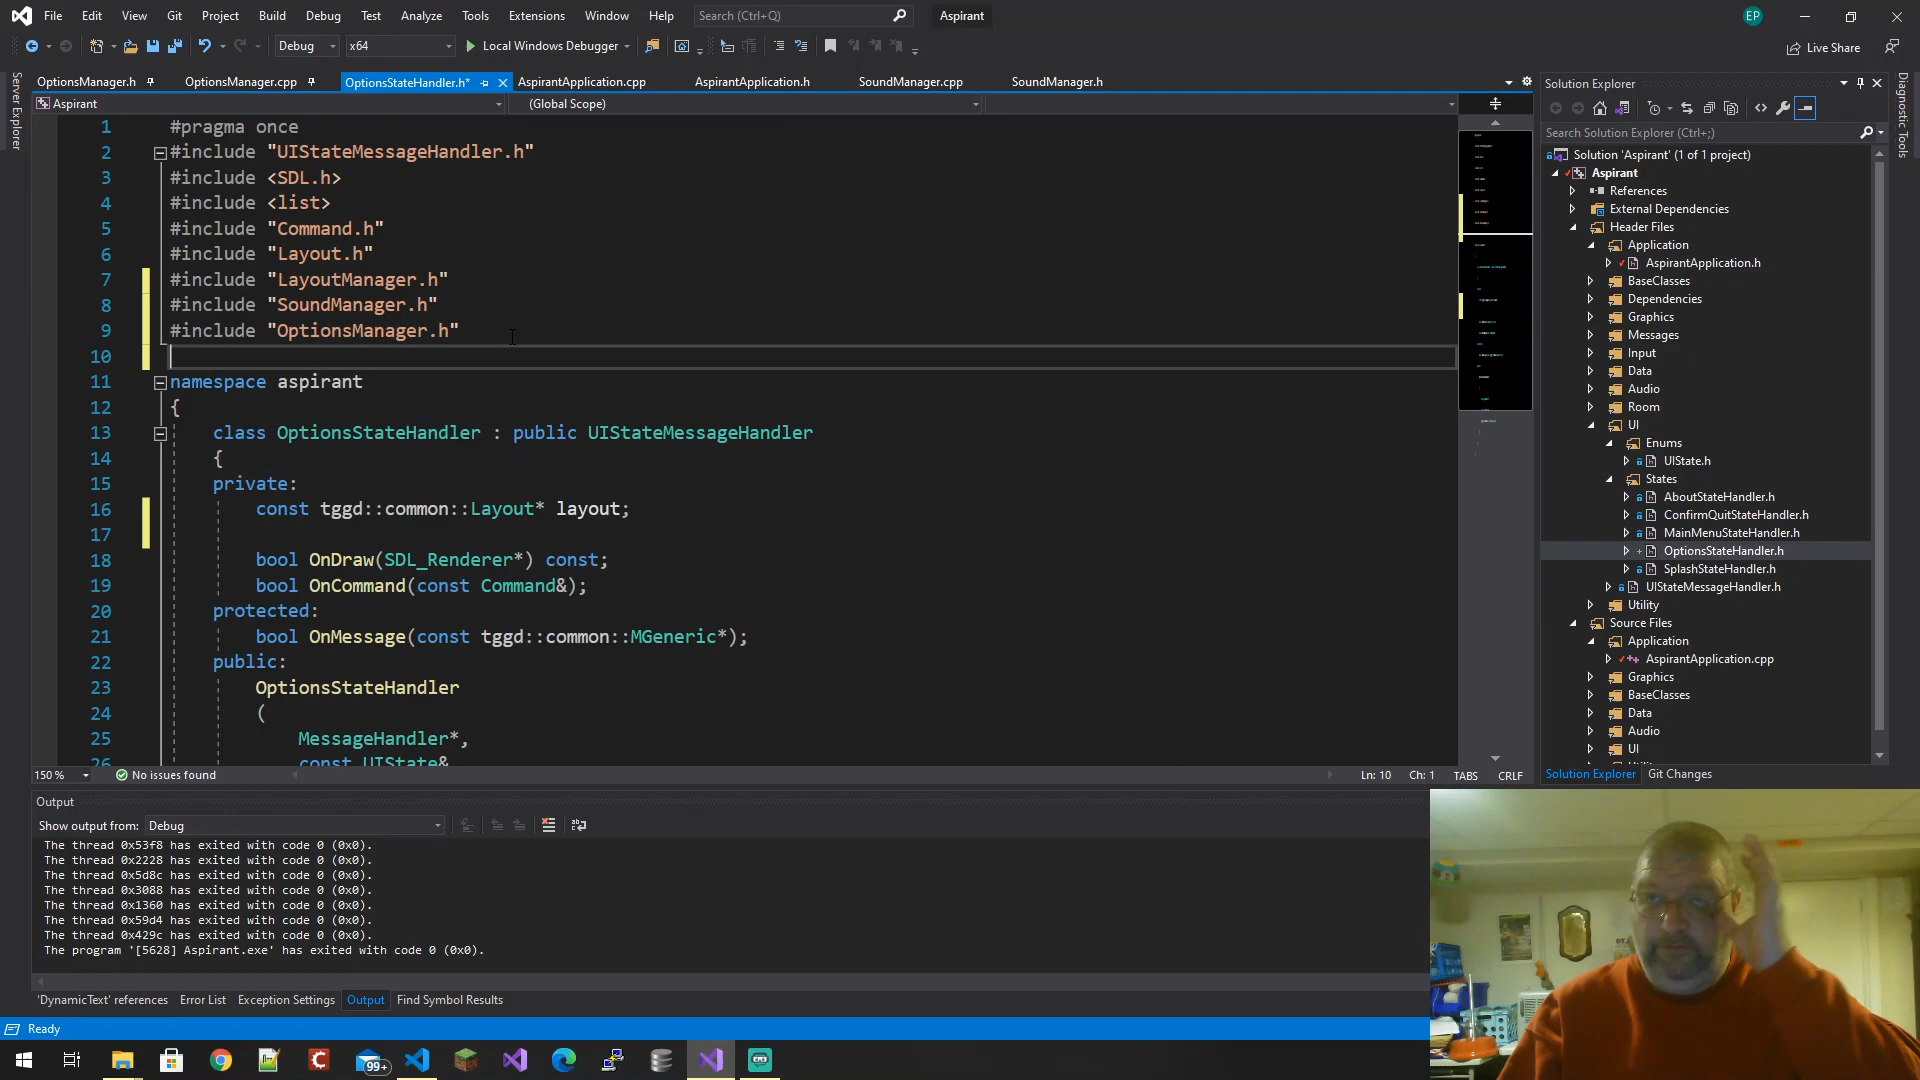 File Edit View Git Project Build Debug Test Analyze Tools Extensions Window Help Search (Ctrl+Q) Aspirant EP
Debug x64 Local Windows Debugger Live Share
OptionsManager.h OptionsManager.cpp OptionsStateHandler.h* AspirantApplication.cpp AspirantApplication.h SoundManager.cpp SoundManager.h
Aspirant (Global Scope)
1 #pragma once
2 #include "UIStateMessageHandler.h"
3 #include <SDL.h>
4 #include <list>
5 #include "Command.h"
6 #include "Layout.h"
7 #include "LayoutManager.h"
8 #include "SoundManager.h"
9 #include "OptionsManager.h"
10
11 namespace aspirant
12 {
13 class OptionsStateHandler : public UIStateMessageHandler
14 {
15 private:
16 const tggd::common::Layout* layout;
17
18 bool OnDraw(SDL_Renderer*) const;
19 bool OnCommand(const Command&);
20 protected:
21 bool OnMessage(const tggd::common::MGeneric*);
22 public:
23 OptionsStateHandler
24 (
25 MessageHandler*,
26 const UIState&
150 % No issues found Ln: 10 Ch: 1 TABS CRLF
Server Explorer
Solution Explorer
Search Solution Explorer (Ctrl+;)
Solution 'Aspirant' (1 of 1 project)
Aspirant
References
External Dependencies
Header Files
Application
AspirantApplication.h
BaseClasses
Dependencies
Graphics
Messages
Input
Data
Audio
Room
UI
Enums
UIState.h
States
AboutStateHandler.h
ConfirmQuitStateHandler.h
MainMenuStateHandler.h
OptionsStateHandler.h
SplashStateHandler.h
UIStateMessageHandler.h
Utility
Source Files
Application
AspirantApplication.cpp
Graphics
BaseClasses
Data
Audio
UI
Solution Explorer Git Changes
Diagnostic Tools
Output
Show output from: Debug
The thread 0x53f8 has exited with code 0 (0x0).
The thread 0x2228 has exited with code 0 (0x0).
The thread 0x5d8c has exited with code 0 (0x0).
The thread 0x3088 has exited with code 0 (0x0).
The thread 0x1360 has exited with code 0 (0x0).
The thread 0x59d4 has exited with code 0 (0x0).
The thread 0x429c has exited with code 0 (0x0).
The program '[5628] Aspirant.exe' has exited with code 0 (0x0).
'DynamicText' references Error List Exception Settings Output Find Symbol Results
Ready
99+